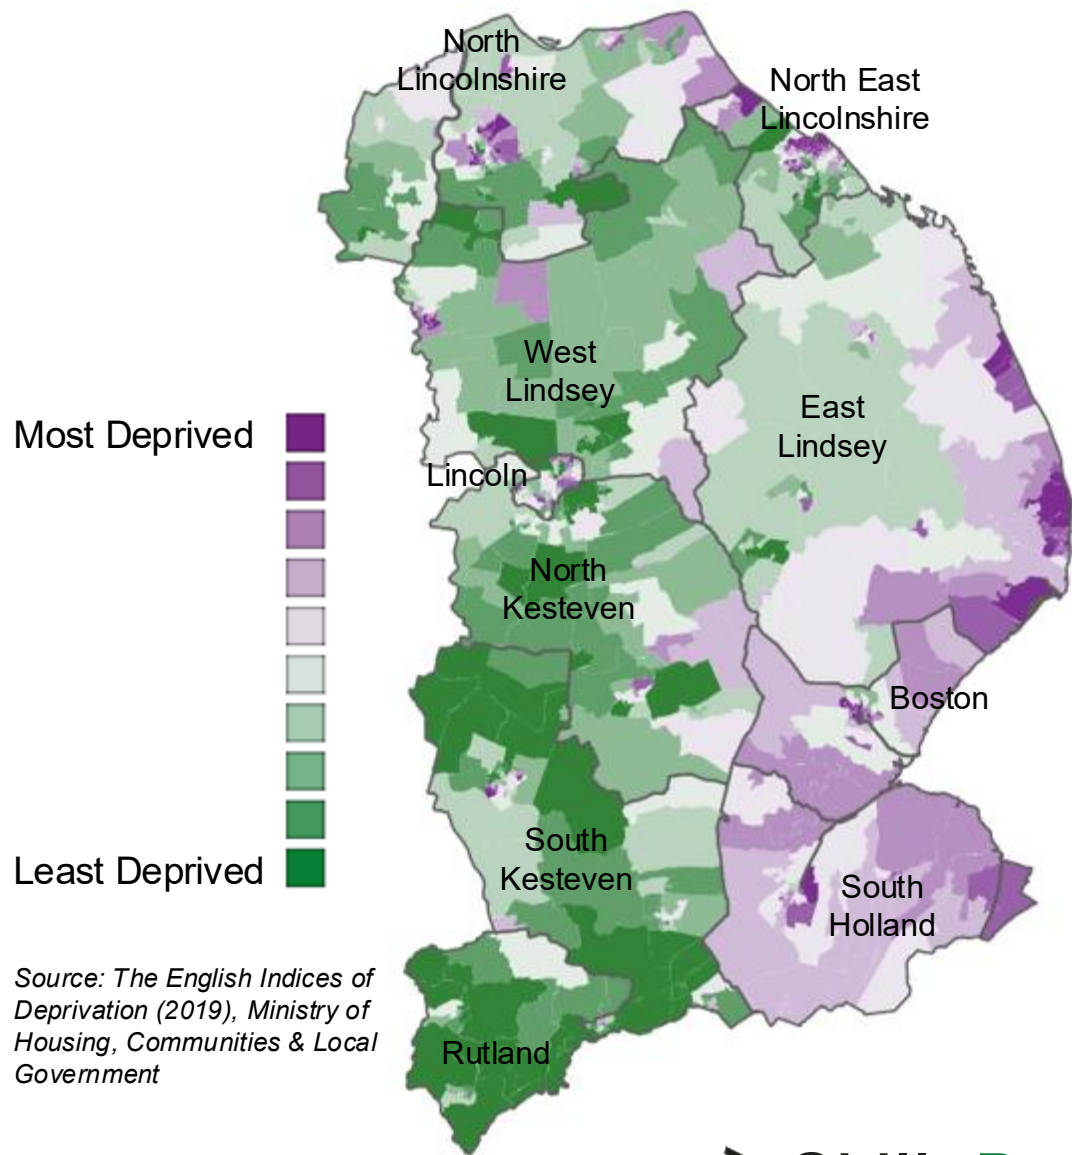 North
Lincolnshire
North East
Lincolnshire
West
Lindsey
East
Lindsey
Most Deprived
Lincoln
North
Kesteven
Boston
South
Kesteven
South
Holland
Least Deprived
Source: The English Indices of
Deprivation (2019), Ministry of
Housing, Communities & Local
Government
Rutland